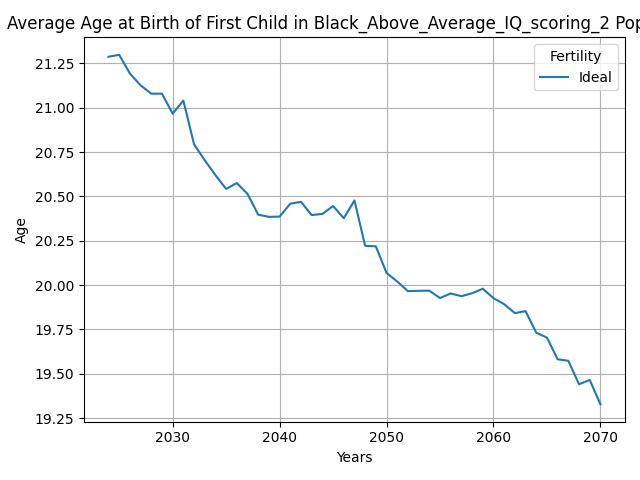 Average Age at Birth of First Child in Black_Above_Average_IQ_scoring_2 Pop
Fertility
Ideal
21.25
21.00
20.75
20.50
20.25
20.00
19.75
19.50
19.25
Age
2030 2040 2050 2060 2070
Years